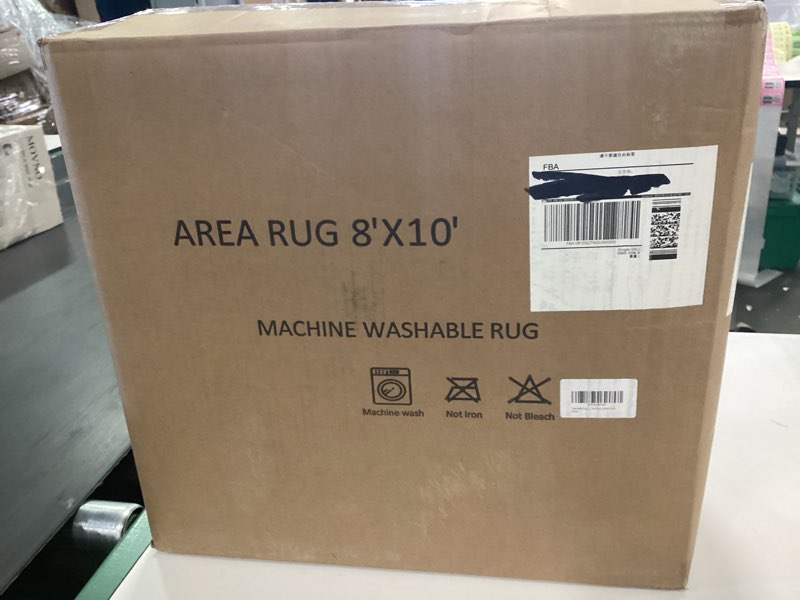 FBA
AREA RUG 8'X10'
MACHINE WASHABLE RUG
Machine wash
Not iron
Not Bleach